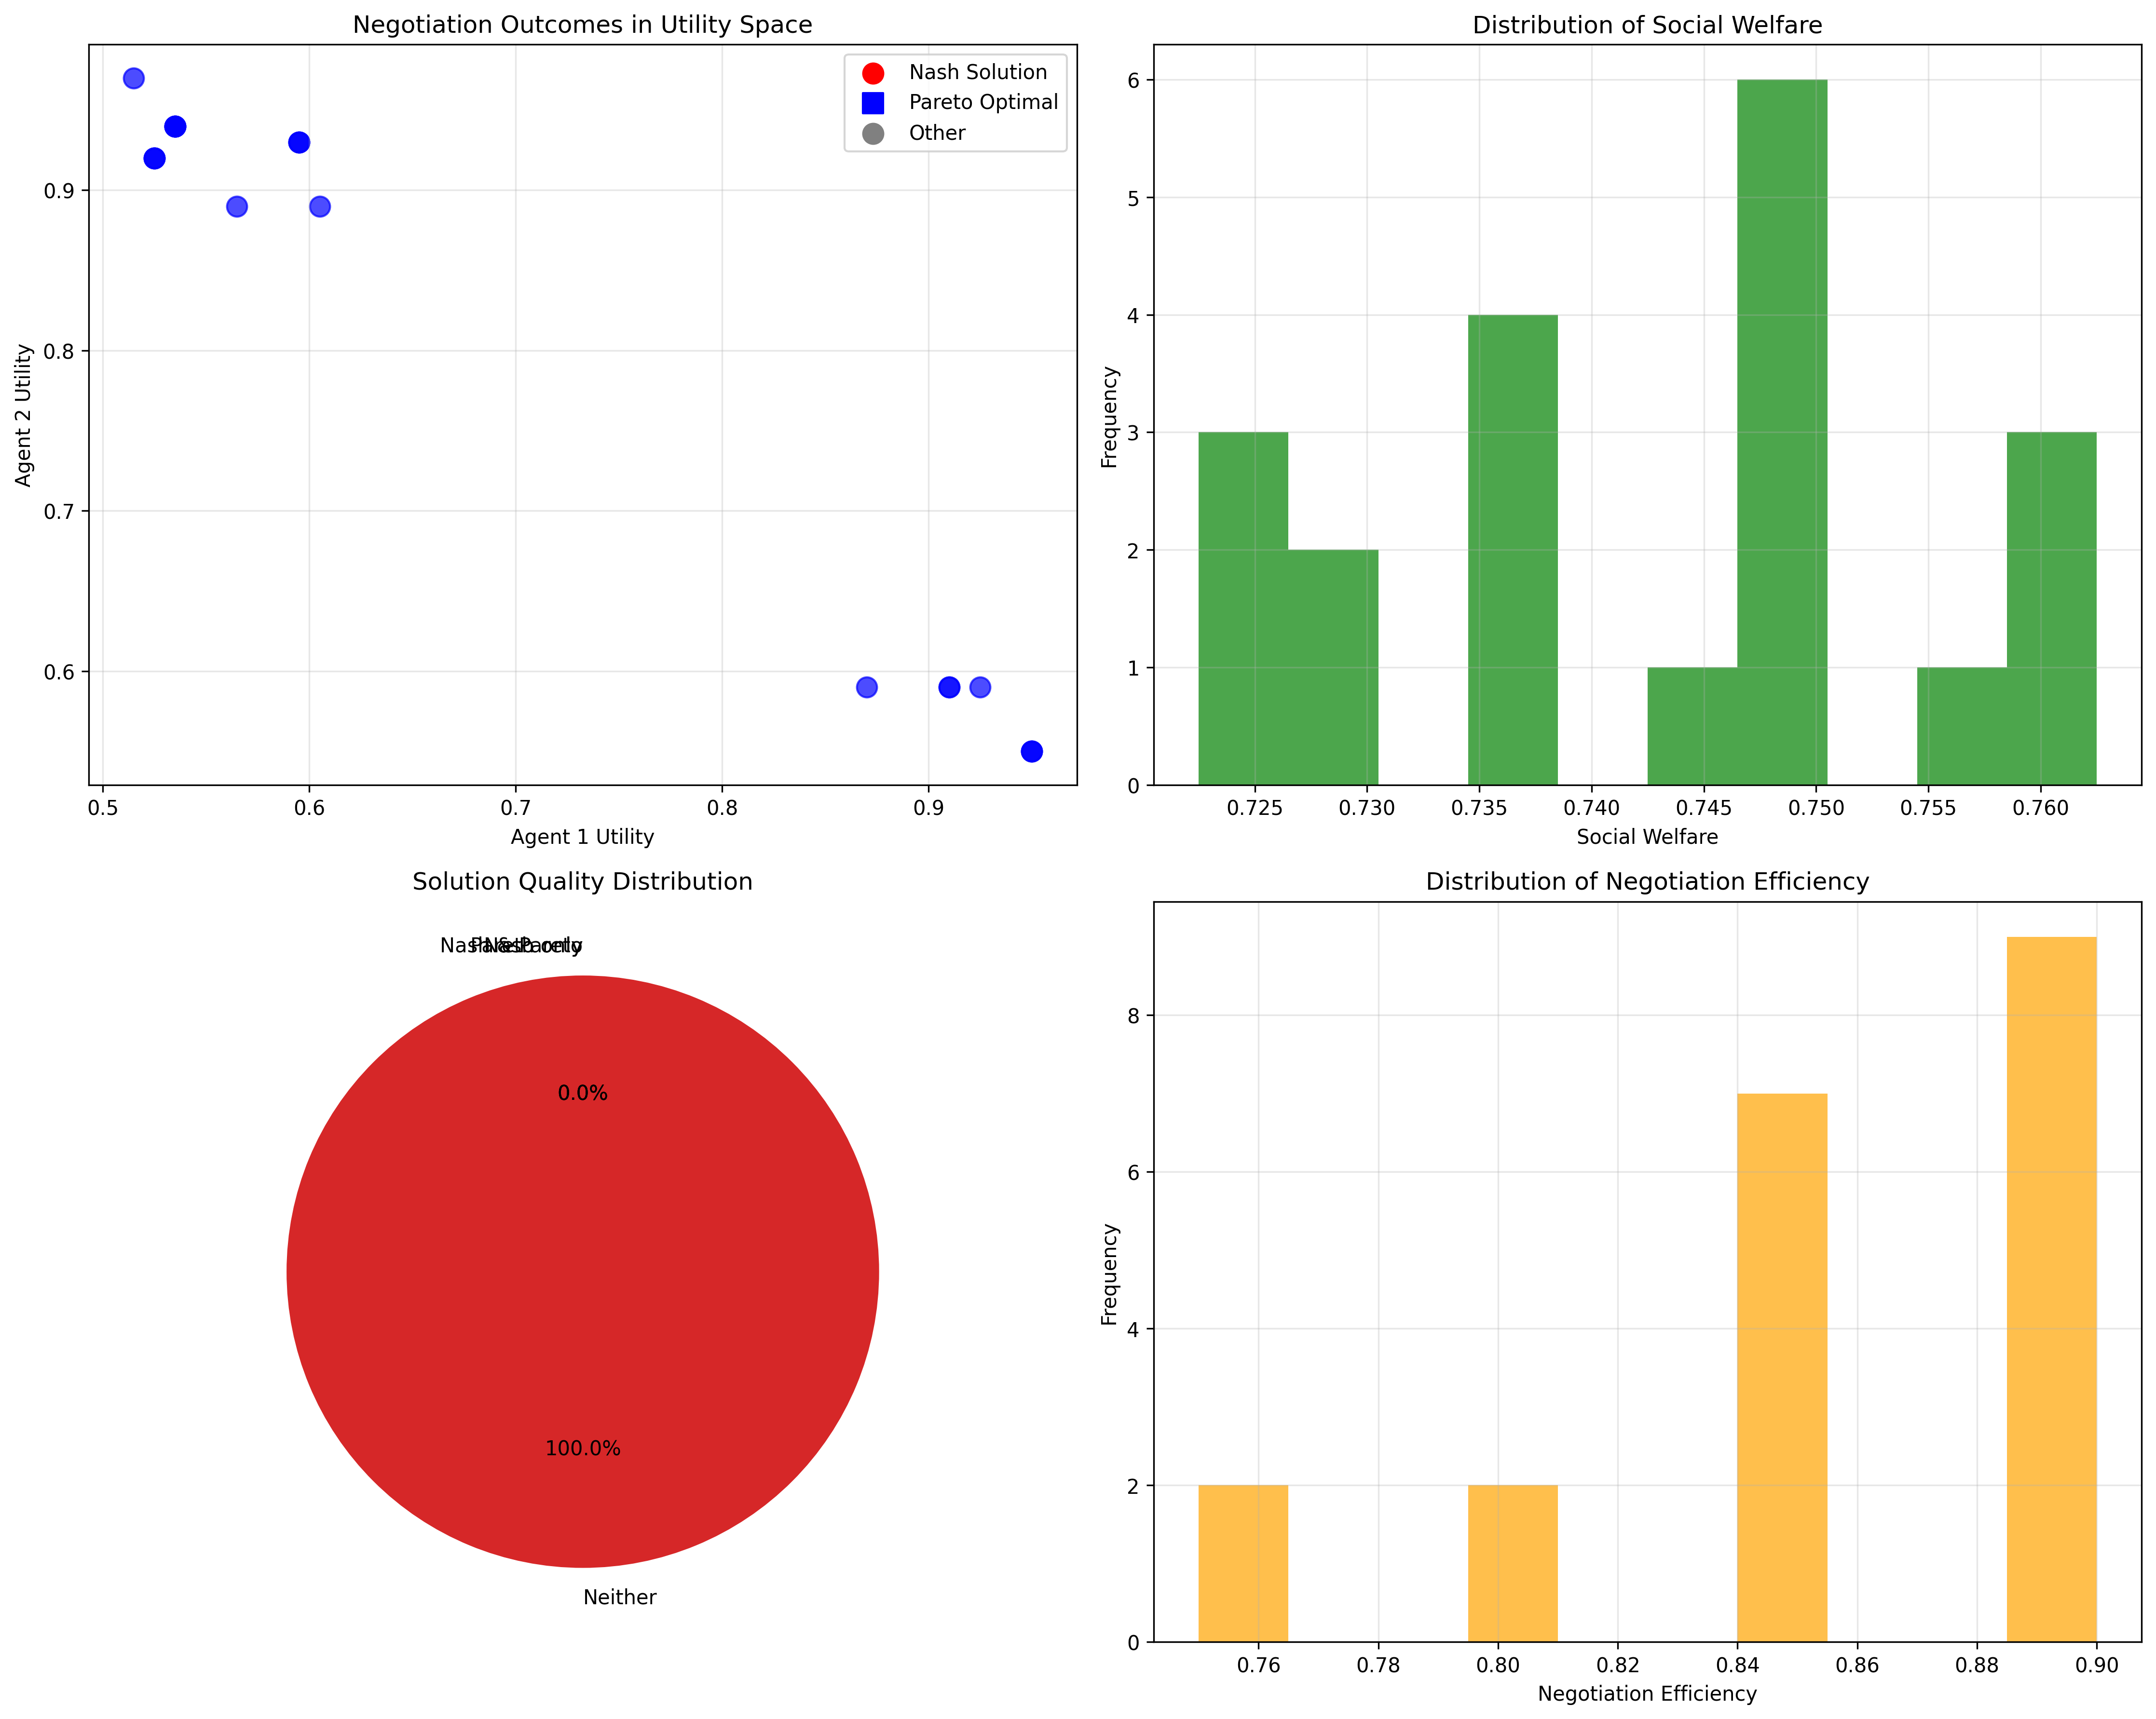 Negotiation Outcomes in Utility Space
Nash Solution
Pareto Optimal
Other
Agent 2 Utility
0.9
0.8
0.7
0.6
0.5
0.6
0.7
0.8
0.9
Agent 1 Utility
Distribution of Social Welfare
Frequency
6
5
4
3
2
1
0
0.725
0.730
0.735
0.740
0.745
0.750
0.755
0.760
Social Welfare
Solution Quality Distribution
0.0%
100.0%
Neither
Distribution of Negotiation Efficiency
Frequency
8
6
4
2
0
0.76
0.78
0.80
0.82
0.84
0.86
0.88
0.90
Negotiation Efficiency